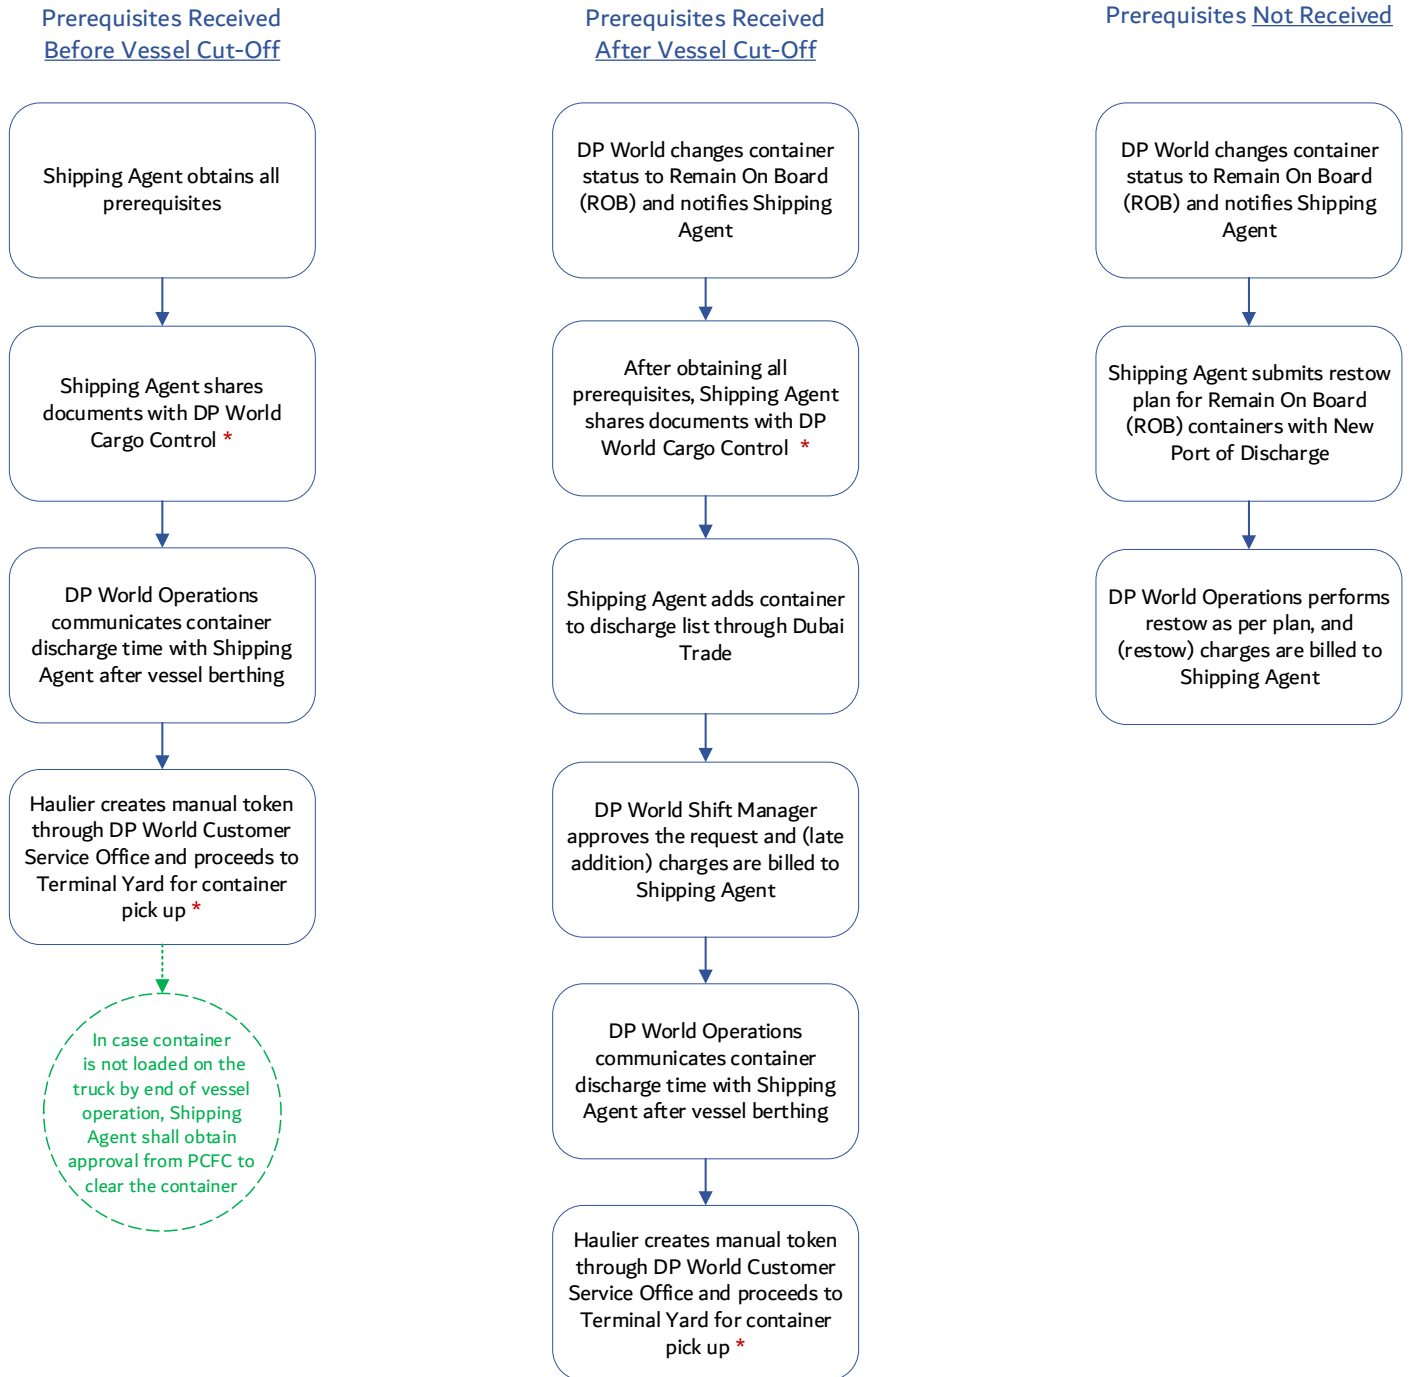 Prerequisites Received
Before Vessel Cut-Off
Shipping Agent obtains all
prerequisites
Shipping Agent shares
documents with DP World
Cargo Control *
DP World Operations
communicates container
discharge time with Shipping
Agent after vessel berthing
Haulier creates manual token
through DP World Customer
Service Office and proceeds to
Terminal Yard for container
pick up *
In case container
is not loaded on the
truck by end of vessel
operation, Shipping
Agent shall obtain
approval from PCFC to
clear the container
Prerequisites Received
After Vessel Cut-Off
DP World changes container
status to Remain On Board
(ROB) and notifies Shipping
Agent
After obtaining all
prerequisites, Shipping Agent
shares documents with DP
World Cargo Control *
Shipping Agent adds container
to discharge list through Dubai
Trade
DP World Shift Manager
approves the request and (late
addition) charges are billed to
Shipping Agent
DP World Operations
communicates container
discharge time with Shipping
Agent after vessel berthing
Haulier creates manual token
through DP World Customer
Service Office and proceeds to
Terminal Yard for container
pick up *
Prerequisites Not Received
DP World changes container
status to Remain On Board
(ROB) and notifies Shipping
Agent
Shipping Agent submits restow
plan for Remain On Board
(ROB) containers with New
Port of Discharge
DP World Operations performs
restow as per plan, and
(restow) charges are billed to
Shipping Agent